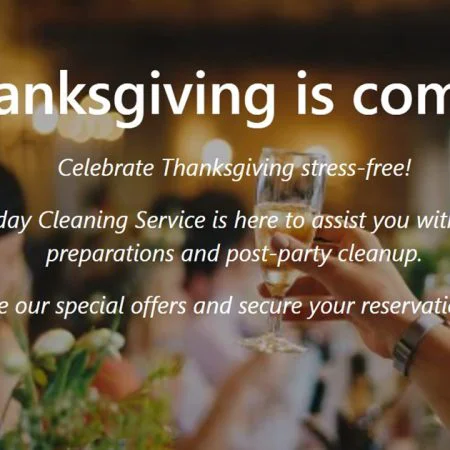 anksgiving is com
Celebrate Thanksgiving stress-free!
day Cleaning Service is here to assist you wit
preparations and post-party cleanup.
e our special offers and secure your reservati